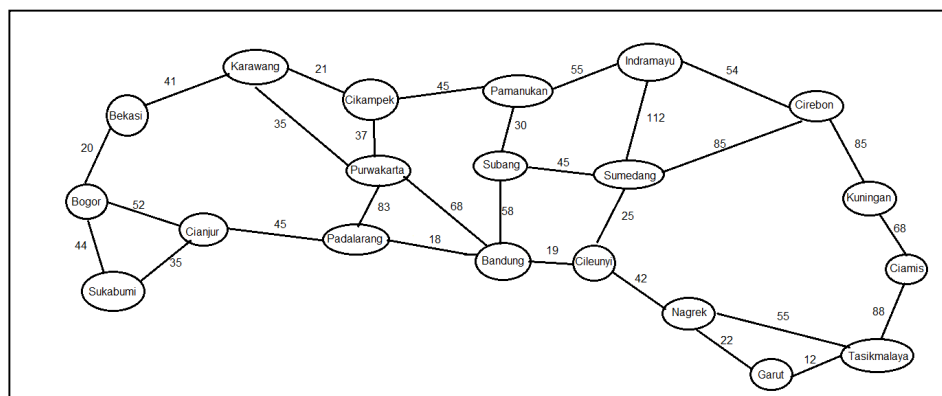 Karawang
Indramayu
21
55
54
41
Cikampek
45
Pamanukan
Cirebon
Bekasi
35
30
112
37
85
85
20
Subang
45
Sumedang
Purwakarta
Bogor
52
Kuningan
58
25
68
83
Cianjur
45
68
44
35
Padalarang
18
19
Bandung
Cileunyi
Ciamis
42
Sukabumi
Nagrek
55
88
22
12
Tasikmalaya
Garut